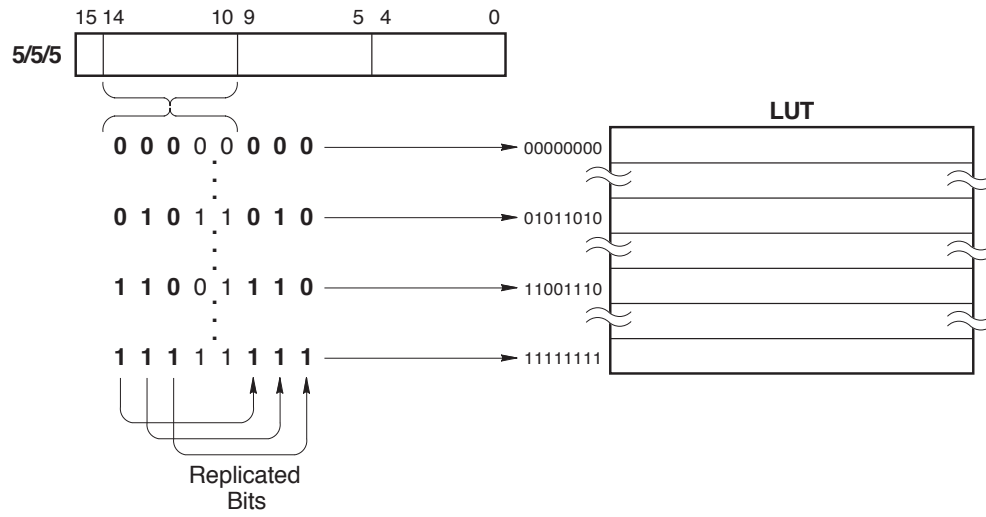 15 14 10 9 5 4 0
5/5/5
LUT
0 0 0 0 0 0 0 0 00000000
0 1 0 1 1 0 1 0 01011010
1 1 0 0 1 1 1 0 11001110
1 1 1 1 1 1 1 1 11111111
Replicated
Bits